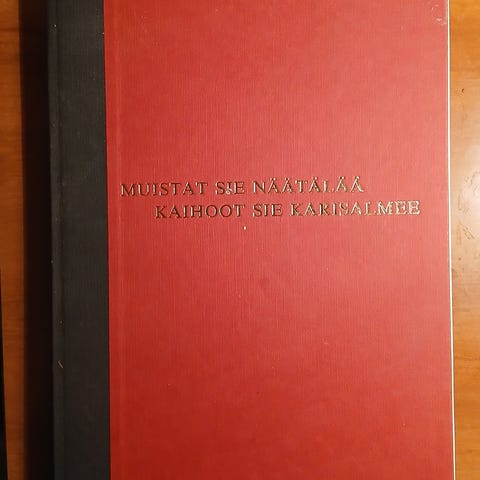 MUISTAT SIE NÄÄTÄLÄÄ
KAIHOOT SIE KARISALMEE